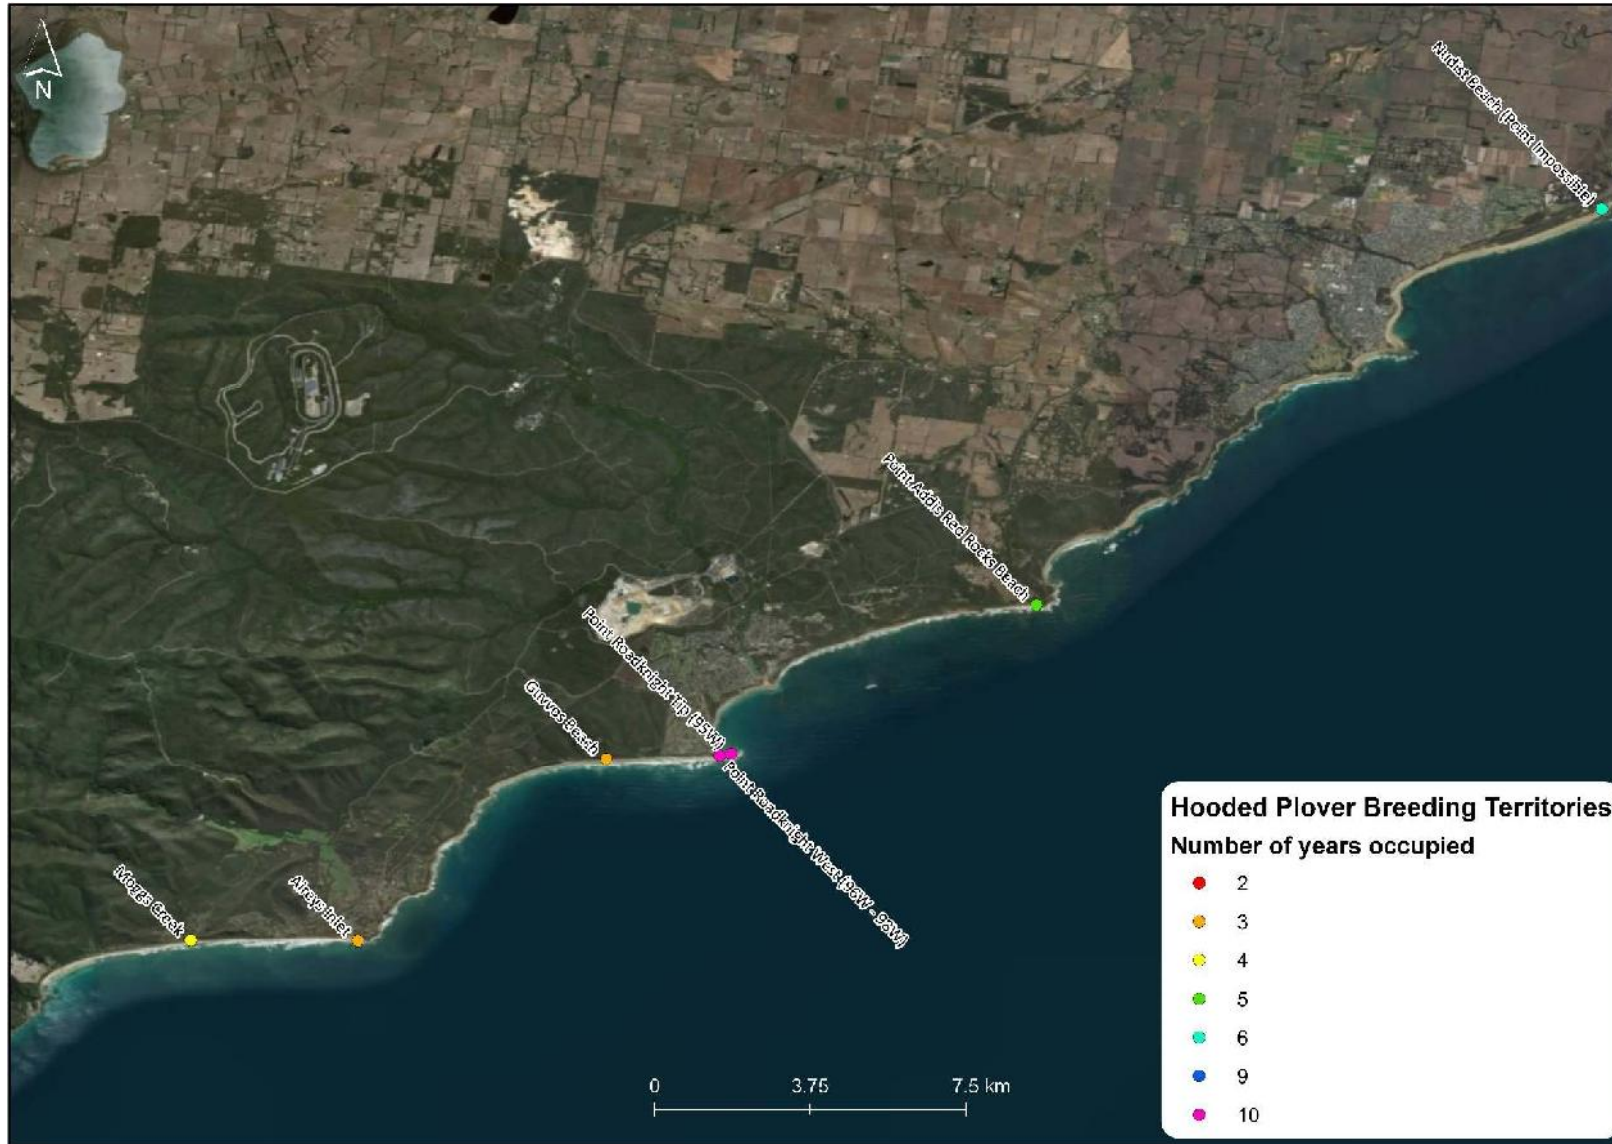 N
Nudist Beach (Point Impossible)
Point Addis Red Rocks Beach
Point Roadknight Tip (95W)
Guvvos Beach
Point Roadknight West (96W - 98W)
Moggs Creek
Aireys Inlet
Hooded Plover Breeding Territories
Number of years occupied
2
3
4
5
6
9
10
0 3.75 7.5 km